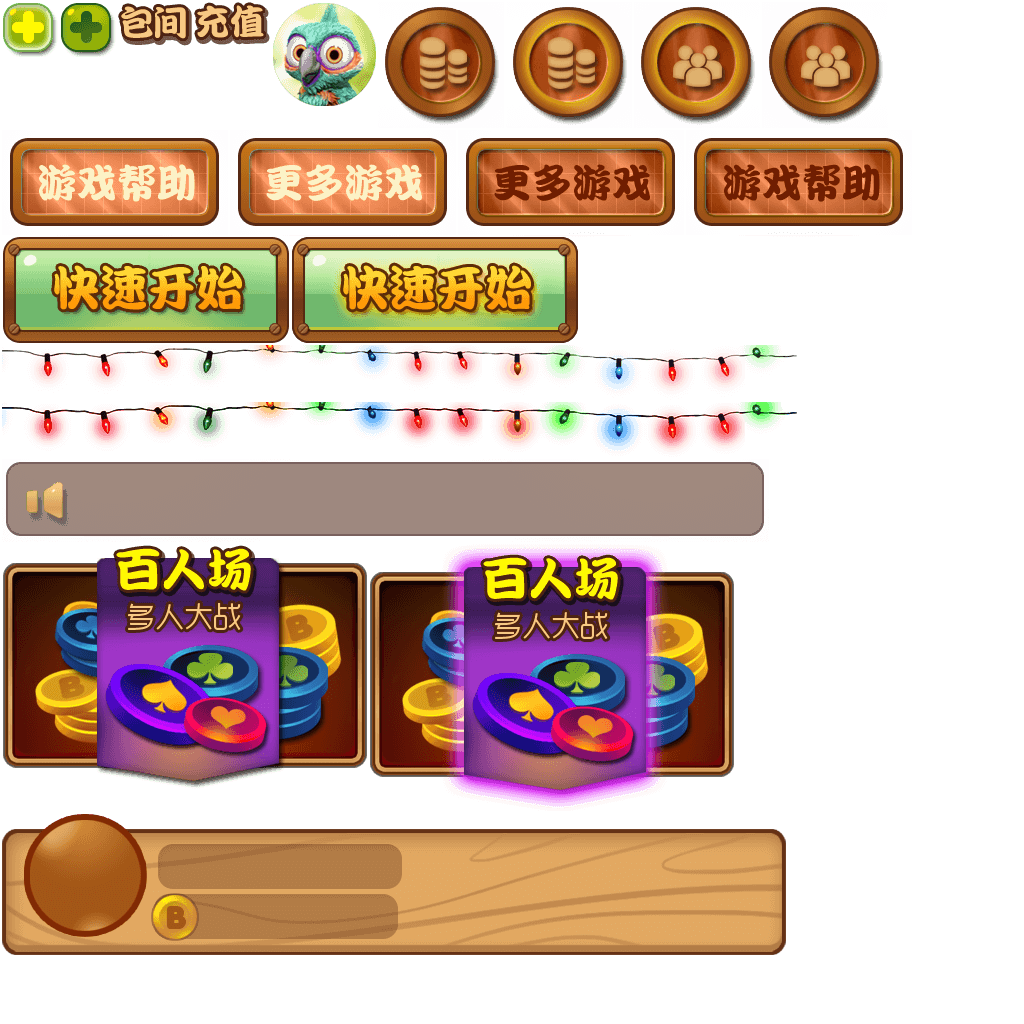 包间 充值
游戏帮助 更多游戏 更多游戏 游戏帮助
快速开始 快速开始
百人场 百人场
多人大战 多人大战
B B B
B B
B